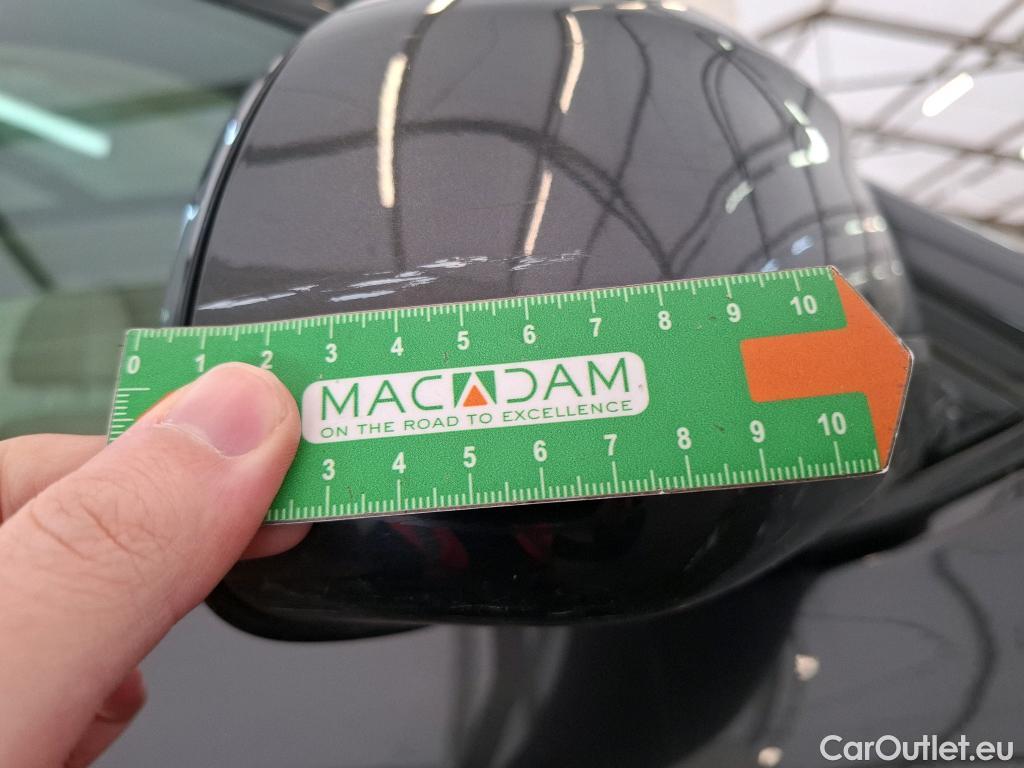 0 1 2 3 4 5 6 7 8 9 10
MACADAM
ON THE ROAD TO EXCELLENCE
3 4 5 6 7 8 9 10
CarOutlet.eu